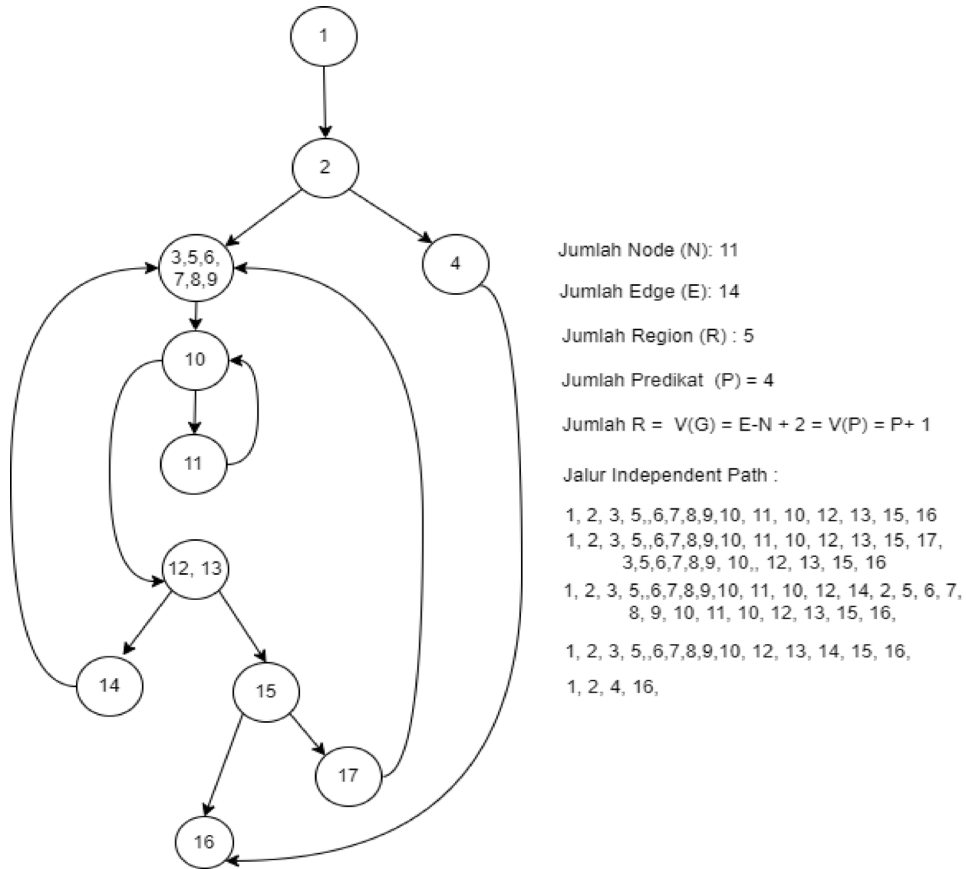 1
2
3,5,6,
7,8,9
4
10
11
12, 13
14
15
17
16
Jumlah Node (N): 11
Jumlah Edge (E): 14
Jumlah Region (R) : 5
Jumlah Predikat (P) = 4
Jumlah R = V(G) = E-N + 2 = V(P) = P+ 1
Jalur Independent Path :
1, 2, 3, 5,,6,7,8,9,10, 11, 10, 12, 13, 15, 16
1, 2, 3, 5,,6,7,8,9,10, 11, 10, 12, 13, 15, 17,
3,5,6,7,8,9, 10,, 12, 13, 15, 16
1, 2, 3, 5,,6,7,8,9,10, 11, 10, 12, 14, 2, 5, 6, 7,
8, 9, 10, 11, 10, 12, 13, 15, 16,
1, 2, 3, 5,,6,7,8,9,10, 12, 13, 14, 15, 16,
1, 2, 4, 16,